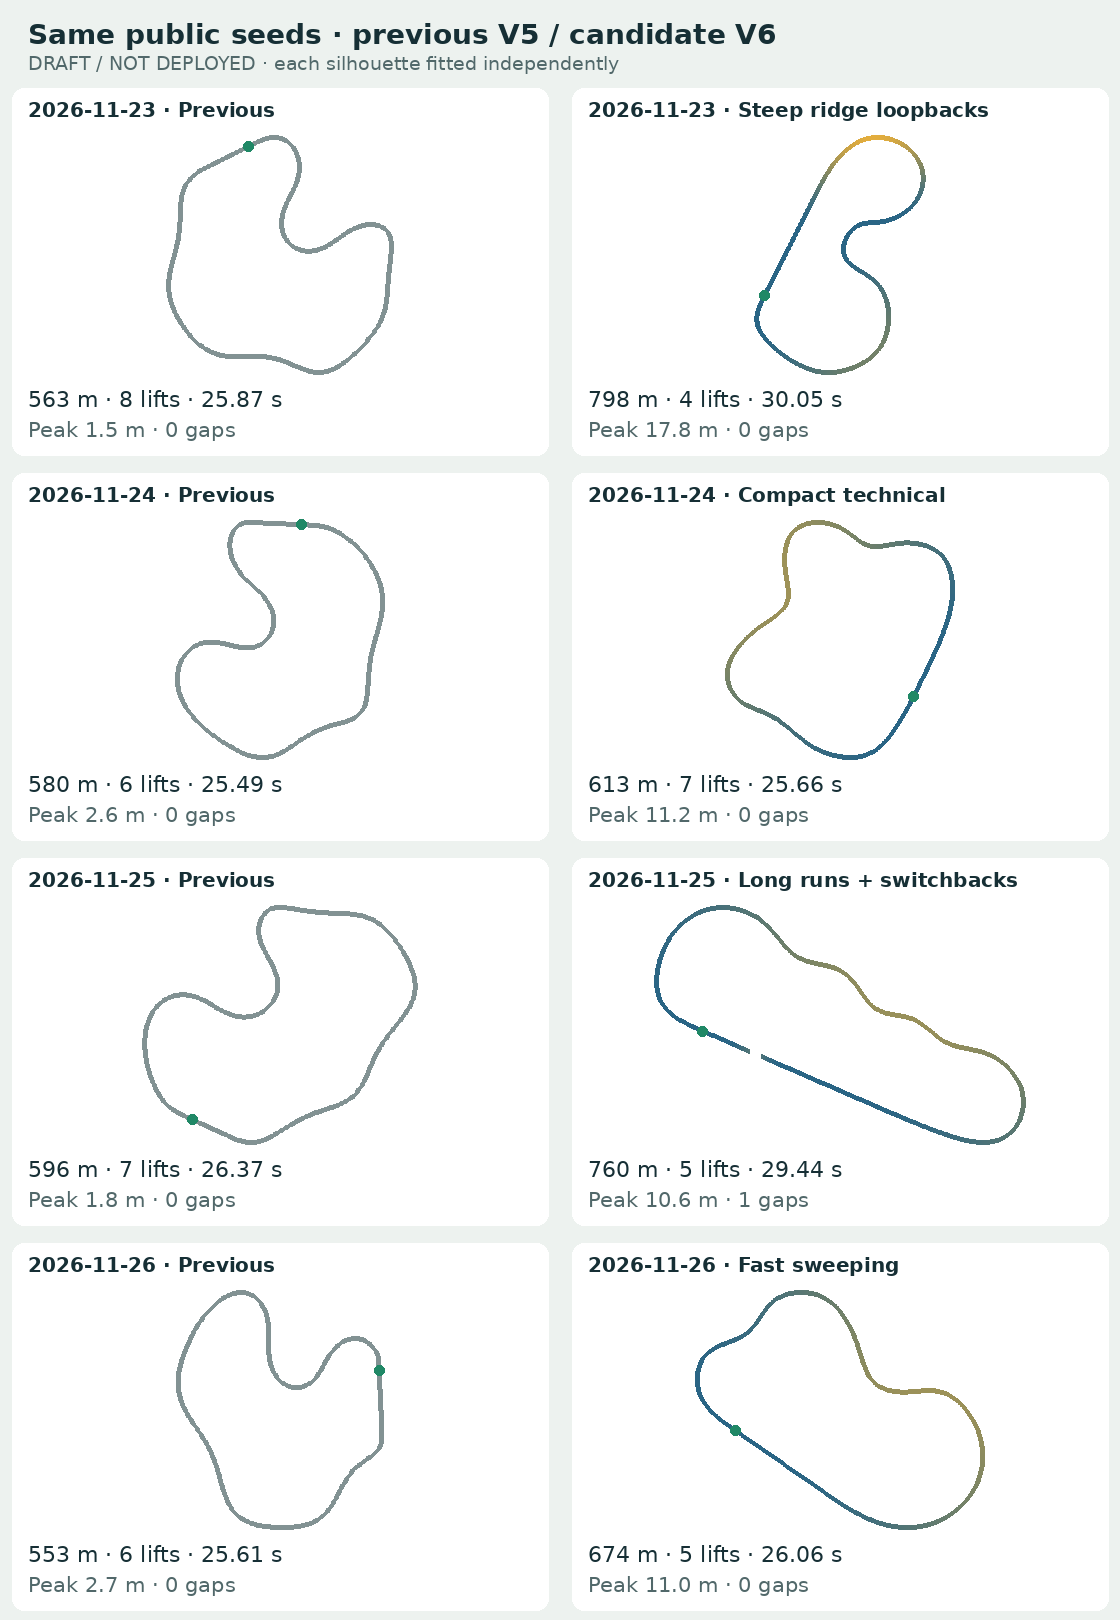 Same public seeds · previous V5 / candidate V6
DRAFT / NOT DEPLOYED · each silhouette fitted independently
2026-11-23 · Previous
563 m · 8 lifts · 25.87 s
Peak 1.5 m · 0 gaps
2026-11-23 · Steep ridge loopbacks
798 m · 4 lifts · 30.05 s
Peak 17.8 m · 0 gaps
2026-11-24 · Previous
580 m · 6 lifts · 25.49 s
Peak 2.6 m · 0 gaps
2026-11-24 · Compact technical
613 m · 7 lifts · 25.66 s
Peak 11.2 m · 0 gaps
2026-11-25 · Previous
596 m · 7 lifts · 26.37 s
Peak 1.8 m · 0 gaps
2026-11-25 · Long runs + switchbacks
760 m · 5 lifts · 29.44 s
Peak 10.6 m · 1 gaps
2026-11-26 · Previous
553 m · 6 lifts · 25.61 s
Peak 2.7 m · 0 gaps
2026-11-26 · Fast sweeping
674 m · 5 lifts · 26.06 s
Peak 11.0 m · 0 gaps